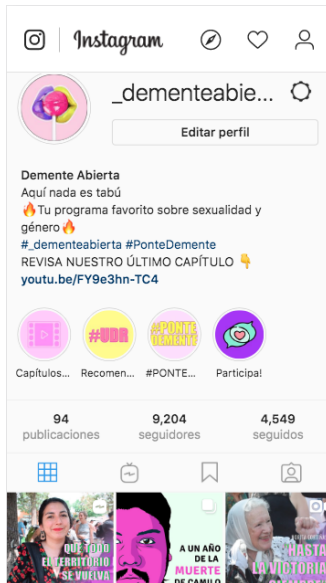 Instagram
_dementeabie...
Editar perfil
Demente Abierta
Aquí nada es tabú
🔥Tu programa favorito sobre sexualidad y
género🔥
#_dementeabierta #PonteDemente
REVISA NUESTRO ÚLTIMO CAPÍTULO 👇
youtu.be/FY9e3hn-TC4
#UDR
#PONTE
DEMENTE
Capítulos... Recomen... #PONTE... Participa!
94 9,204 4,549
publicaciones seguidores seguidos
QUE TODO
EL TERRITORIO
SE VUELVA
A UN AÑO
DE LA
MUERTE
DE CAMILO
HASTA
LA VICTORIA